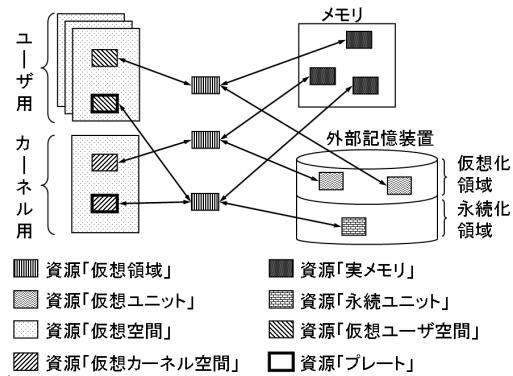 ユーザ用
メモリ
カーネル用
外部記憶装置
仮想化
領域
永続化
領域
資源「仮想領域」
資源「実メモリ」
資源「仮想ユニット」
資源「永続ユニット」
資源「仮想空間」
資源「仮想ユーザ空間」
資源「仮想カーネル空間」
資源「プレート」